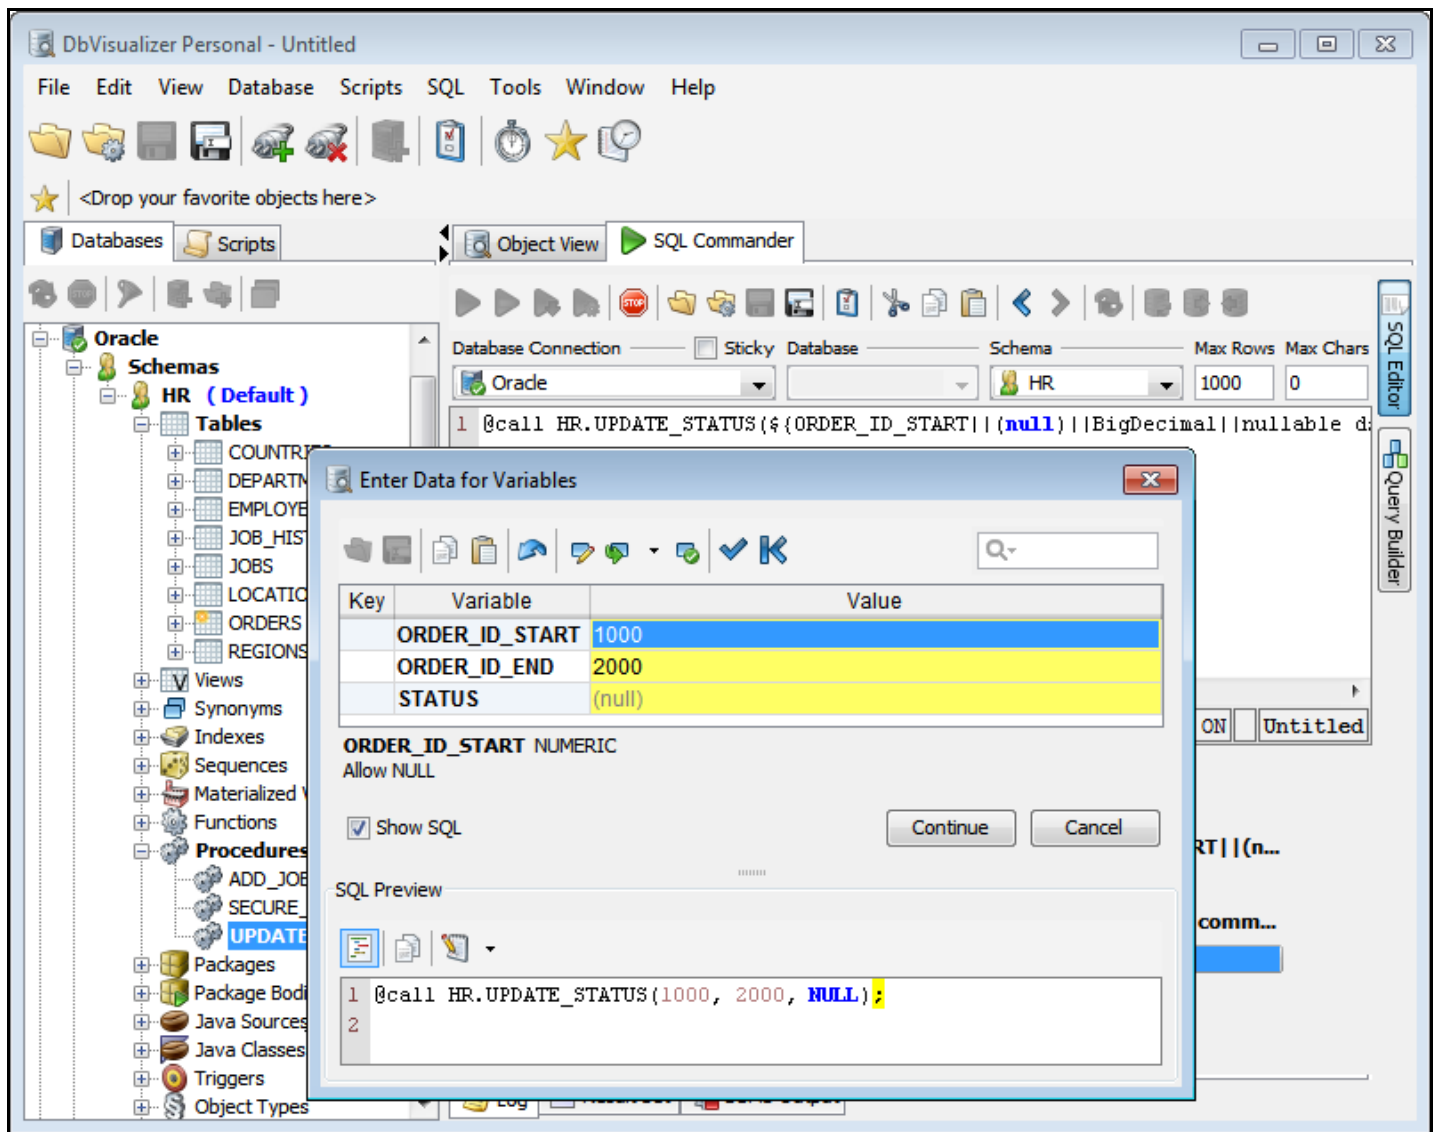 DbVisualizer Personal - Untitled
File Edit View Database Scripts SQL Tools Window Help
<Drop your favorite objects here>
Databases Scripts
Object View SQL Commander
STOP
Database Connection Sticky Database Schema Max Rows Max Chars
Oracle HR 1000 0
1 @call HR.UPDATE_STATUS(${ORDER_ID_START||(null)||BigDecimal||nullable d
SQL Editor
Query Builder
Oracle
Schemas
HR (Default)
Tables
COUNTRIES
DEPARTM
EMPLOYE
JOB_HIS
JOBS
LOCATIO
ORDERS
REGIONS
Views
Synonyms
Indexes
Sequences
Materialized V
Functions
Procedures
ADD_JOB
SECURE_
UPDATE
Packages
Package Bodi
Java Sources
Java Classes
Triggers
Object Types
Enter Data for Variables
Key Variable Value
ORDER_ID_START 1000
ORDER_ID_END 2000
STATUS (null)
ORDER_ID_START NUMERIC
Allow NULL
Show SQL
Continue Cancel
SQL Preview
1 @call HR.UPDATE_STATUS(1000, 2000, NULL);
2
ON Untitled
RT||(n...
comm...
Log